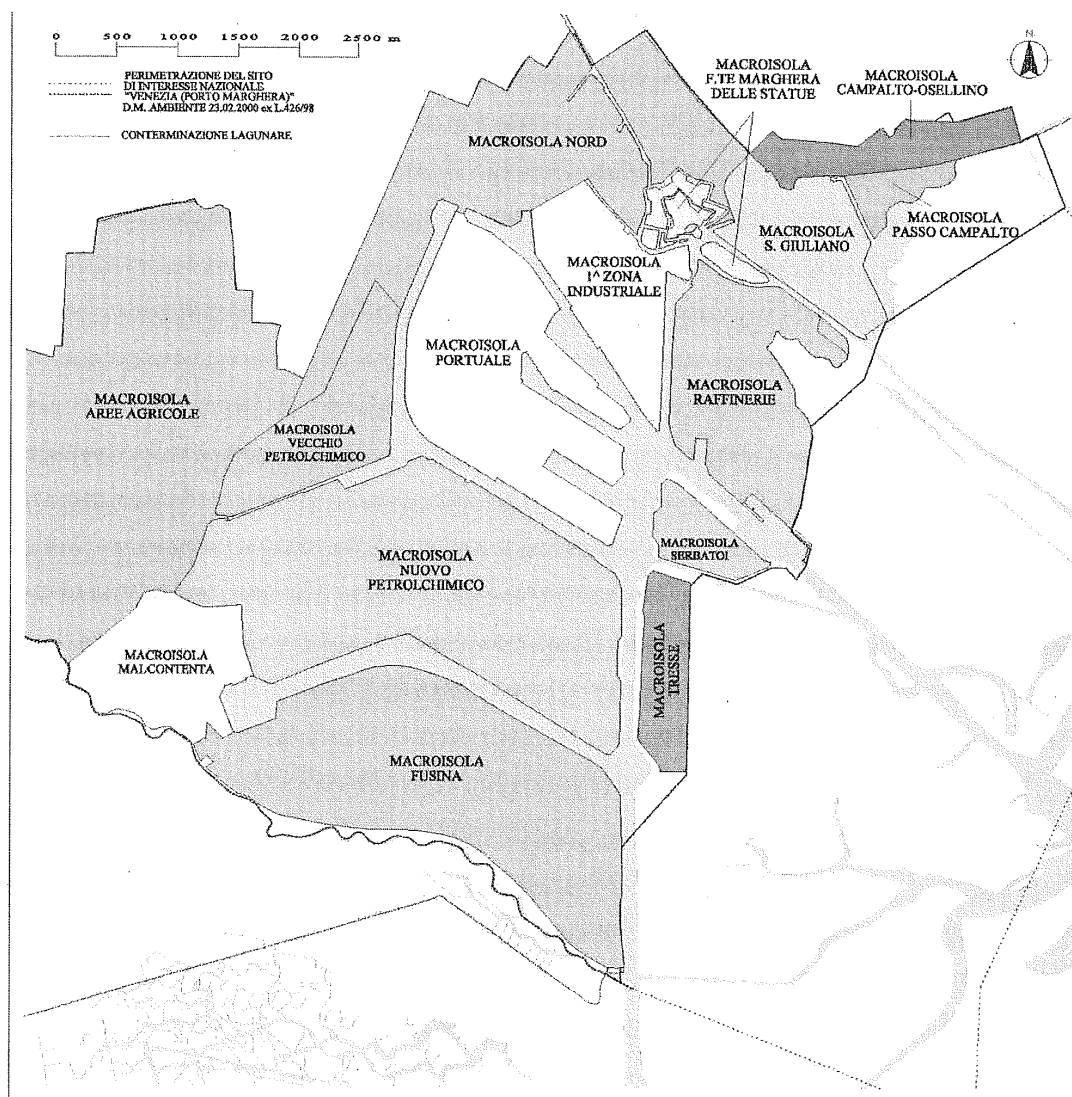 0 500 1000 1500 2000 2500 m
PERIMETRAZIONE DEL SITO
DI INTERESSE NAZIONALE
"VENEZIA (PORTO MARGHERA)"
D.M. AMBIENTE 23.02.2000 ex L.426/98
CONTERMINAZIONE LAGUNARE
N
MACROISOLA
F.TE MARGHERA
DELLE STATUE
MACROISOLA
CAMPALTO-OSELLINO
MACROISOLA NORD
MACROISOLA
PASSO CAMPALTO
MACROISOLA
S. GIULIANO
MACROISOLA
1^ ZONA
INDUSTRIALE
MACROISOLA
PORTUALE
MACROISOLA
RAFFINERIE
MACROISOLA
AREE AGRICOLE
MACROISOLA
VECCHIO
PETROLCHIMICO
MACROISOLA
SERBATOI
MACROISOLA
NUOVO
PETROLCHIMICO
MACROISOLA
TRESSE
MACROISOLA
MALCONTENTA
MACROISOLA
FUSINA